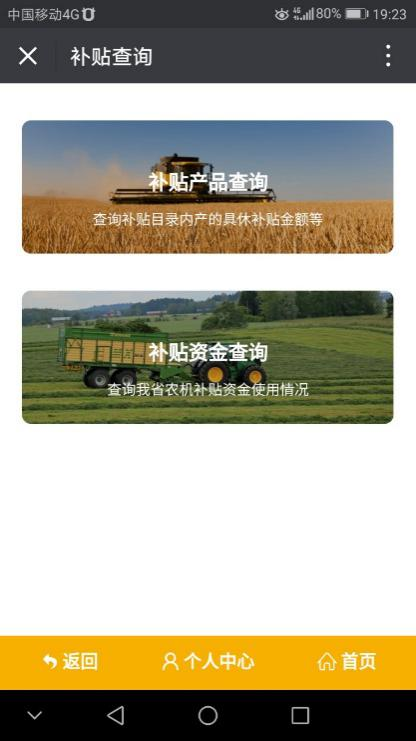 中国移动4G 80% 19:23
补贴查询
补贴产品查询
查询补贴目录内产的具休补贴金额等
补贴资金查询
查询我省农机补贴资金使用情况
返回 个人中心 首页